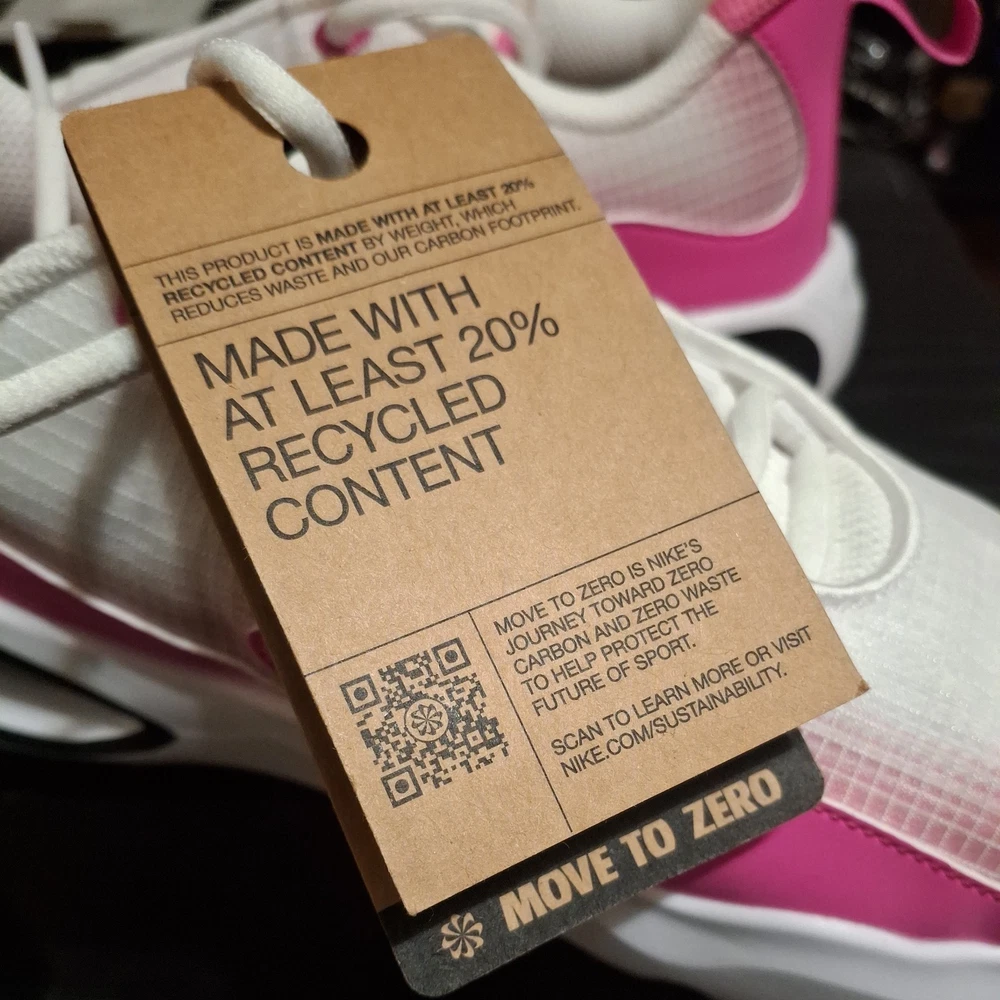 THIS PRODUCT IS MADE WITH AT LEAST 20%
RECYCLED CONTENT BY WEIGHT, WHICH
REDUCES WASTE AND OUR CARBON FOOTPRINT.
MADE WITH
AT LEAST 20%
RECYCLED
CONTENT
MOVE TO ZERO IS NIKE'S
JOURNEY TOWARD ZERO
CARBON AND ZERO WASTE
TO HELP PROTECT THE
FUTURE OF SPORT.
SCAN TO LEARN MORE OR VISIT
NIKE.COM/SUSTAINABILITY.
MOVE TO ZERO